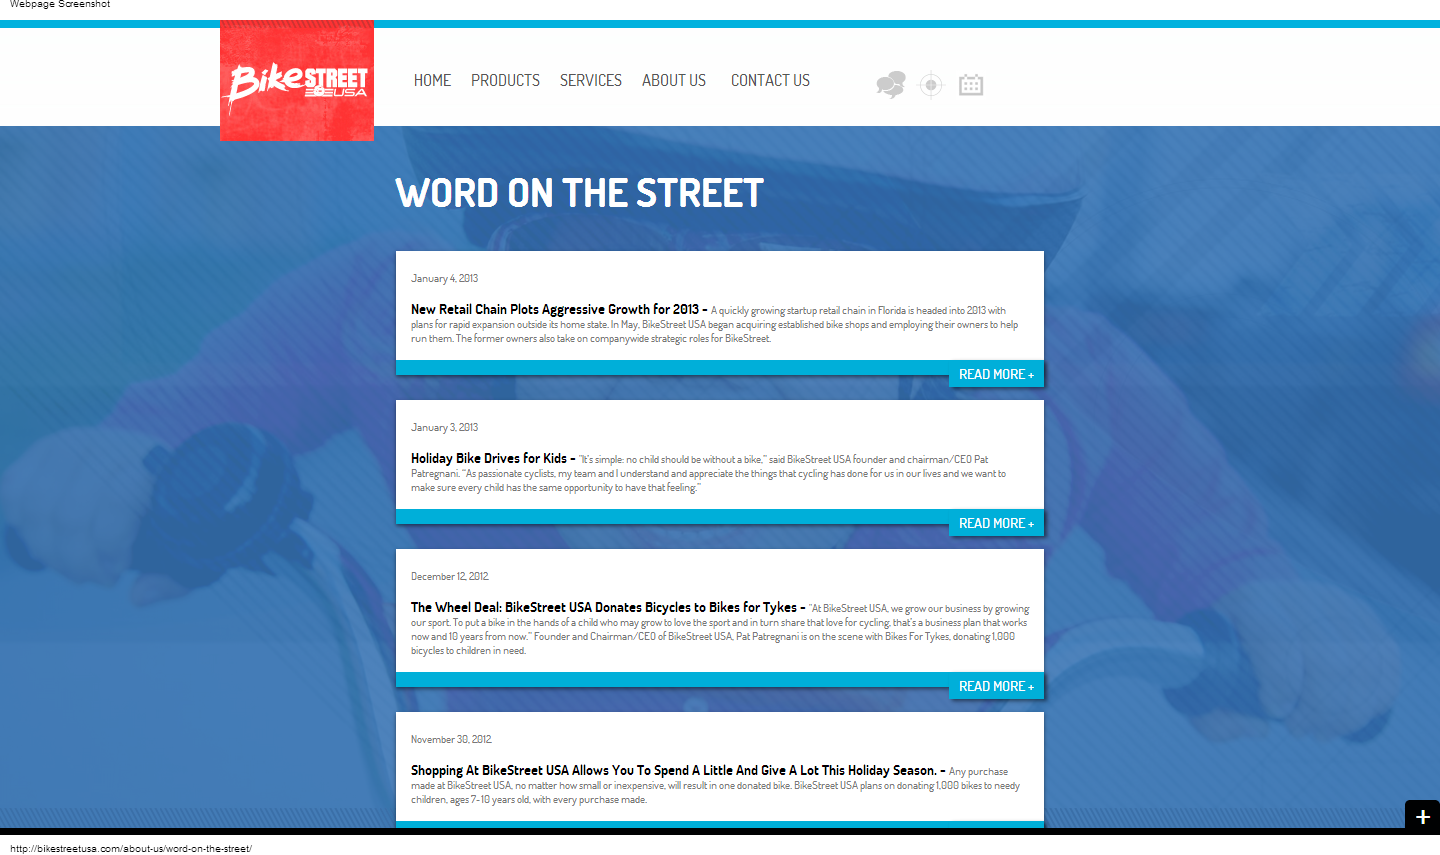 Webpage Screenshot
Bike STREET
USA
HOME PRODUCTS SERVICES ABOUT US CONTACT US
WORD ON THE STREET
January 4, 2013
New Retail Chain Plots Aggressive Growth for 2013 - A quickly growing startup retail chain in Florida is headed into 2013 with
plans for rapid expansion outside its home state. In May, BikeStreet USA began acquiring established bike shops and employing their owners to help
run them. The former owners also take on companywide strategic roles for BikeStreet.
READ MORE +
January 3, 2013
Holiday Bike Drives for Kids - "It's simple: no child should be without a bike," said BikeStreet USA founder and chairman/CEO Pat
Patregnani. "As passionate cyclists, my team and I understand and appreciate the things that cycling has done for us in our lives and we want to
make sure every child has the same opportunity to have that feeling."
READ MORE +
December 12, 2012
The Wheel Deal: BikeStreet USA Donates Bicycles to Bikes for Tykes - "At BikeStreet USA, we grow our business by growing
our sport. To put a bike in the hands of a child who may grow to love the sport and in turn share that love for cycling, that's a business plan that works
now and 10 years from now." Founder and Chairman/CEO of BikeStreet USA, Pat Patregnani is on the scene with Bikes For Tykes, donating 1,000
bicycles to children in need.
READ MORE +
November 30, 2012
Shopping At BikeStreet USA Allows You To Spend A Little And Give A Lot This Holiday Season. - Any purchase
made at BikeStreet USA, no matter how small or inexpensive, will result in one donated bike. BikeStreet USA plans on donating 1,000 bikes to needy
children, ages 7-10 years old, with every purchase made.
+
http://bikestreetusa.com/about-us/word-on-the-street/